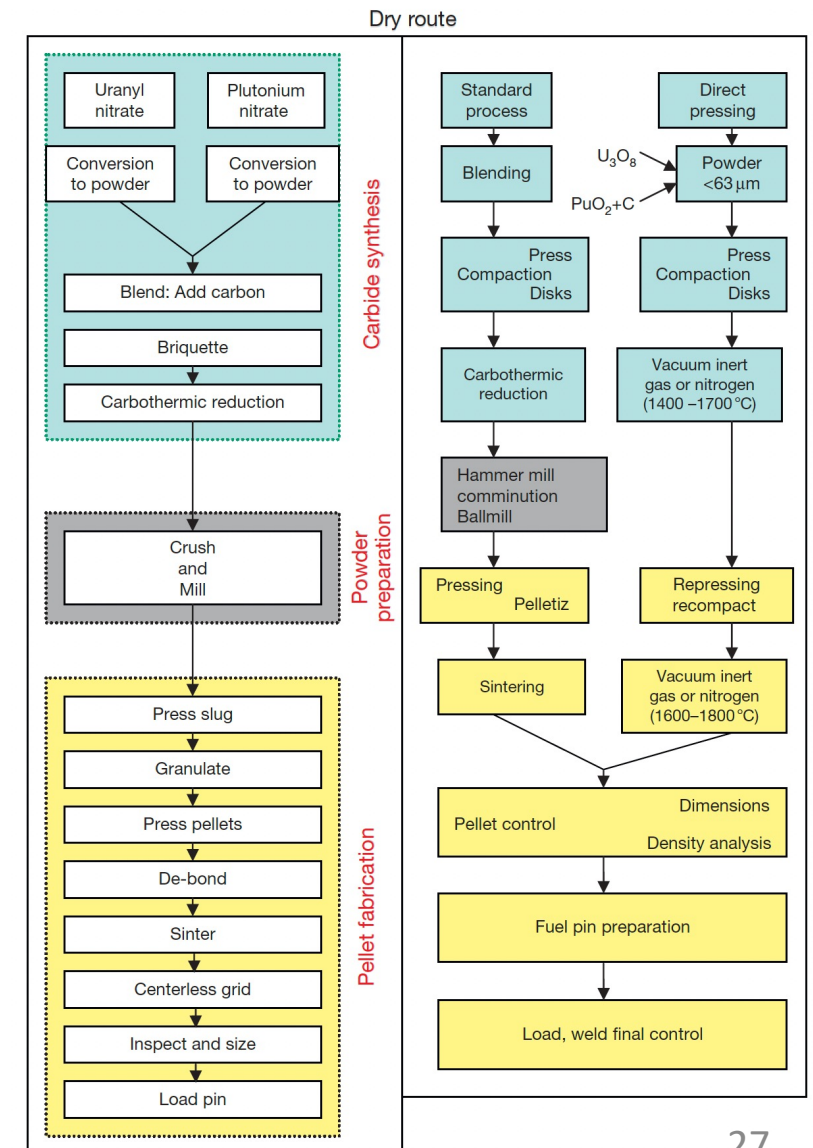 Dry route
Uranyl
nitrate
Plutonium
nitrate
Conversion
to powder
Conversion
to powder
Blend: Add carbon
Briquette
Carbothermic reduction
Carbide synthesis
Crush
and
Mill
Powder
preparation
Press slug
Granulate
Press pellets
De-bond
Sinter
Centerless grid
Inspect and size
Load pin
Pellet fabrication
Standard
process
Blending
Press
Compaction
Disks
Carbothermic
reduction
Hammer mill
comminution
Ballmill
Pressing
Pelletiz
Sintering
Direct
pressing
U₃O₈
PuO₂+C
Powder
<63 μm
Press
Compaction
Disks
Vacuum inert
gas or nitrogen
(1400 –1700 °C)
Repressing
recompact
Vacuum inert
gas or nitrogen
(1600–1800 °C)
Dimensions
Pellet control
Density analysis
Fuel pin preparation
Load, weld final control
27